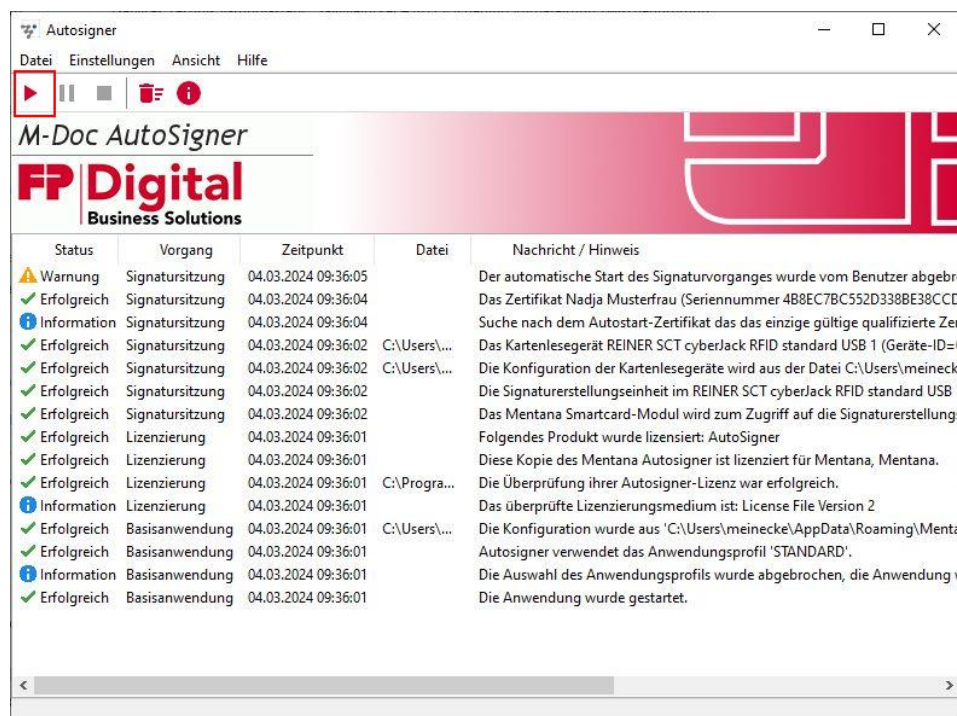 Autosigner
Datei Einstellungen Ansicht Hilfe
M-Doc AutoSigner
FP Digital
Business Solutions
Status Vorgang Zeitpunkt Datei Nachricht / Hinweis
Warnung Signatursitzung 04.03.2024 09:36:05 Der automatische Start des Signaturvorganges wurde vom Benutzer abgebr
Erfolgreich Signatursitzung 04.03.2024 09:36:04 Das Zertifikat Nadja Musterfrau (Seriennummer 4B8EC7BC552D338BE38CCD
Information Signatursitzung 04.03.2024 09:36:04 Suche nach dem Autostart-Zertifikat das das einzige gültige qualifizierte Zer
Erfolgreich Signatursitzung 04.03.2024 09:36:02 C:\Users\... Das Kartenlesegerät REINER SCT cyberJack RFID standard USB 1 (Geräte-ID=
Erfolgreich Signatursitzung 04.03.2024 09:36:02 C:\Users\... Die Konfiguration der Kartenlesegeräte wird aus der Datei C:\Users\meineck
Erfolgreich Signatursitzung 04.03.2024 09:36:02 Die Signaturerstellungseinheit im REINER SCT cyberJack RFID standard USB
Erfolgreich Signatursitzung 04.03.2024 09:36:02 Das Mentana Smartcard-Modul wird zum Zugriff auf die Signaturerstellung
Erfolgreich Lizenzierung 04.03.2024 09:36:01 Folgendes Produkt wurde lizensiert: AutoSigner
Erfolgreich Lizenzierung 04.03.2024 09:36:01 Diese Kopie des Mentana Autosigner ist lizenziert für Mentana, Mentana.
Erfolgreich Lizenzierung 04.03.2024 09:36:01 C:\Progra... Die Überprüfung ihrer Autosigner-Lizenz war erfolgreich.
Information Lizenzierung 04.03.2024 09:36:01 Das überprüfte Lizenzierungsmedium ist: License File Version 2
Erfolgreich Basisanwendung 04.03.2024 09:36:01 C:\Users\... Die Konfiguration wurde aus 'C:\Users\meinecke\AppData\Roaming\Menta
Erfolgreich Basisanwendung 04.03.2024 09:36:01 Autosigner verwendet das Anwendungsprofil 'STANDARD'.
Information Basisanwendung 04.03.2024 09:36:01 Die Auswahl des Anwendungsprofils wurde abgebrochen, die Anwendung
Erfolgreich Basisanwendung 04.03.2024 09:36:01 Die Anwendung wurde gestartet.